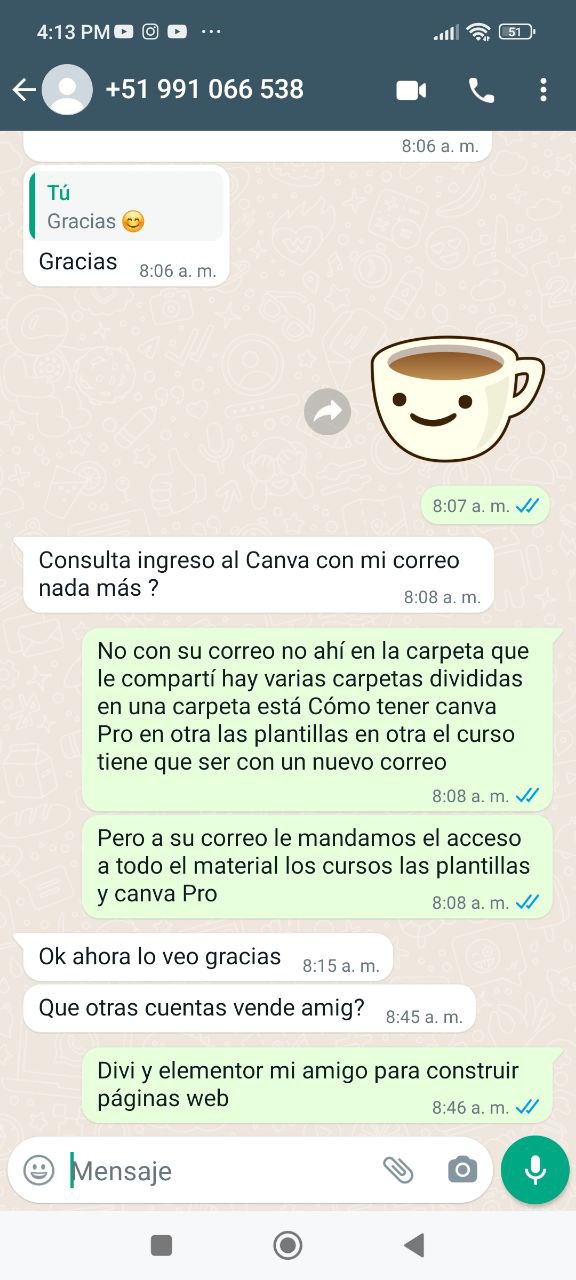 4:13 PM
51
+51 991 066 538
8:06 a. m.
Tú
Gracias 😊
Gracias 8:06 a. m.
8:07 a. m.
Consulta ingreso al Canva con mi correo
nada más ?
8:08 a. m.
No con su correo no ahí en la carpeta que
le compartí hay varias carpetas divididas
en una carpeta está Cómo tener canva
Pro en otra las plantillas en otra el curso
tiene que ser con un nuevo correo
8:08 a. m.
Pero a su correo le mandamos el acceso
a todo el material los cursos las plantillas
y canva Pro
8:08 a. m.
Ok ahora lo veo gracias 8:15 a. m.
Que otras cuentas vende amig? 8:45 a. m.
Divi y elementor mi amigo para construir
páginas web
8:46 a. m.
Mensaje